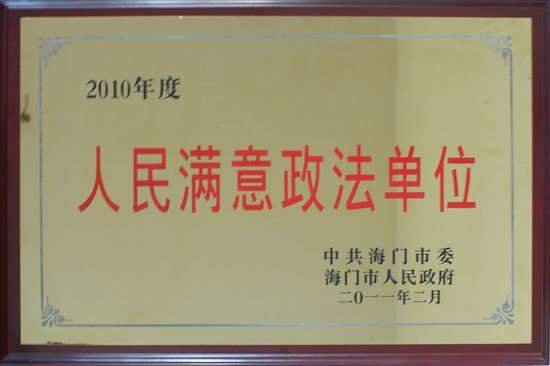 2010年度
人民满意政法单位
中共海门市委
海门市人民政府
二0一一年二月